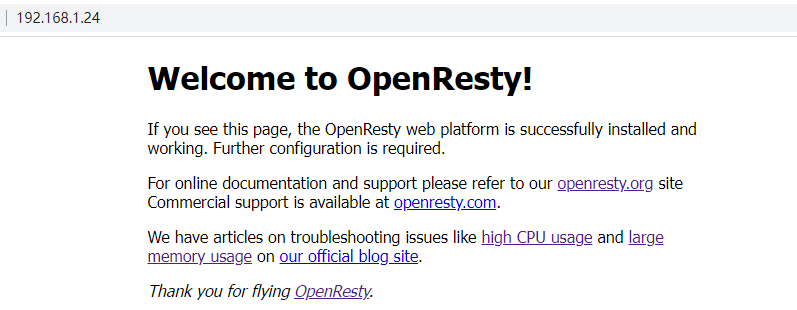 192.168.1.24
Welcome to OpenResty!
If you see this page, the OpenResty web platform is successfully installed and
working. Further configuration is required.
For online documentation and support please refer to our openresty.org site
Commercial support is available at openresty.com.
We have articles on troubleshooting issues like high CPU usage and large
memory usage on our official blog site.
Thank you for flying OpenResty.